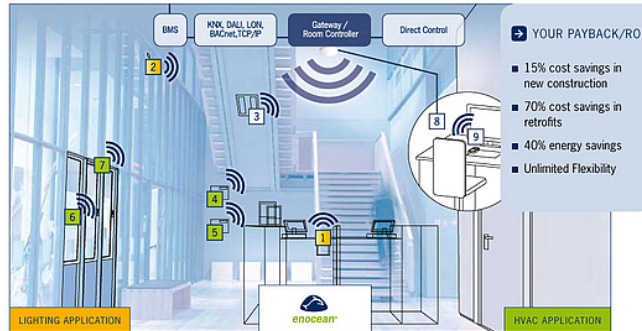 BMS
KNX, DALI, LON,
BACnet,TCP/IP
Gateway /
Room Controller
Direct Control
YOUR PAYBACK/RO
15% cost savings in
new construction
70% cost savings in
retrofits
40% energy savings
Unlimited Flexibility
2
3
8
9
7
4
6
5
1
LIGHTING APPLICATION
enocean®
HVAC APPLICATION